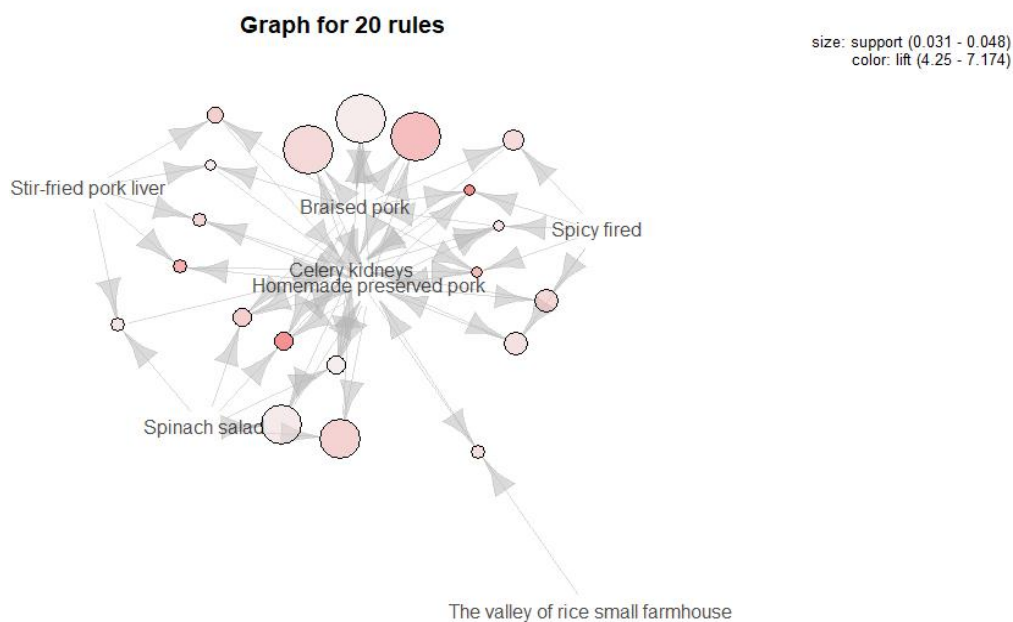 Graph for 20 rules
size: support (0.031 - 0.048)
color: lift (4.25 - 7.174)
Stir-fried pork liver
Braised pork
Spicy fired
Celery kidneys
Homemade preserved pork
Spinach salad
The valley of rice small farmhouse